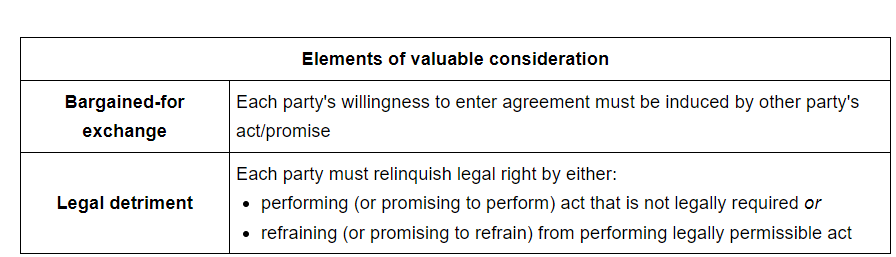 Elements of valuable consideration
Bargained-for
exchange
Each party's willingness to enter agreement must be induced by other party's
act/promise
Legal detriment
Each party must relinquish legal right by either:
• performing (or promising to perform) act that is not legally required or
• refraining (or promising to refrain) from performing legally permissible act